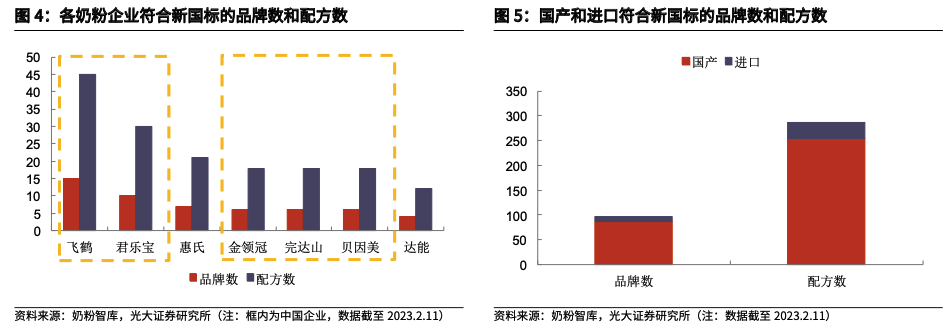 图 4：各奶粉企业符合新国标的品牌数和配方数
50
45
40
35
30
25
20
15
10
5
0
飞鹤 君乐宝 惠氏 金领冠 完达山 贝因美 达能
品牌数 配方数
资料来源：奶粉智库，光大证券研究所（注：框内为中国企业，数据截至 2023.2.11）
图 5：国产和进口符合新国标的品牌数和配方数
国产 进口
350
300
250
200
150
100
50
0
品牌数 配方数
资料来源：奶粉智库，光大证券研究所（注：数据截至 2023.2.11）